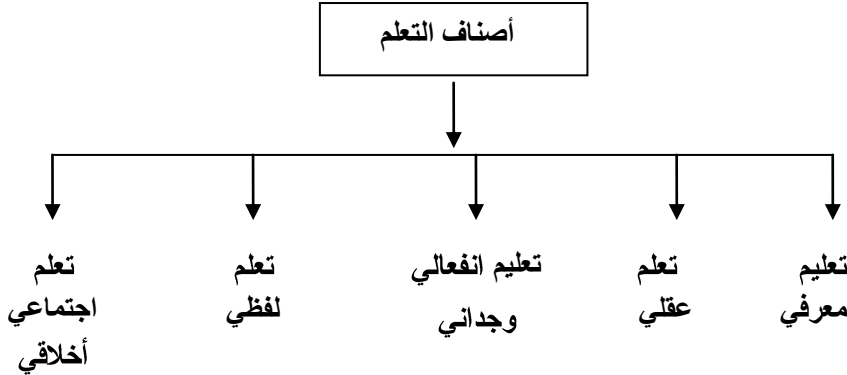 أصناف التعلم
تعليم
معرفي
تعلم
عقلي
تعليم انفعالي
وجداني
تعلم
لفظي
تعلم
اجتماعي
أخلاقي